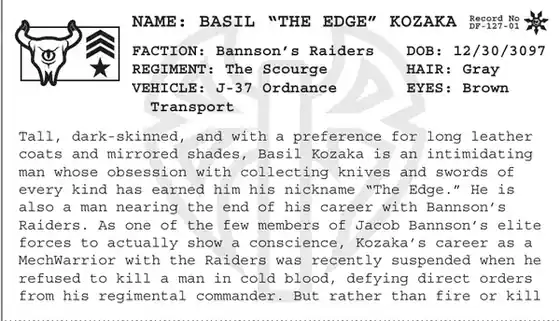 NAME: BASIL “THE EDGE” KOZAKA
Record No
DF-127-01
FACTION: Bannson’s Raiders
DOB: 12/30/3097
REGIMENT: The Scourge
HAIR: Gray
VEHICLE: J-37 Ordnance
EYES: Brown
Transport
Tall, dark-skinned, and with a preference for long leather
coats and mirrored shades, Basil Kozaka is an intimidating
man whose obsession with collecting knives and swords of
every kind has earned him his nickname “The Edge.” He is
also a man nearing the end of his career with Bannson’s
Raiders. As one of the few members of Jacob Bannson’s elite
forces to actually show a conscience, Kozaka’s career as a
MechWarrior with the Raiders was recently suspended when he
refused to kill a man in cold blood, defying direct orders
from his regimental commander. But rather than fire or kill